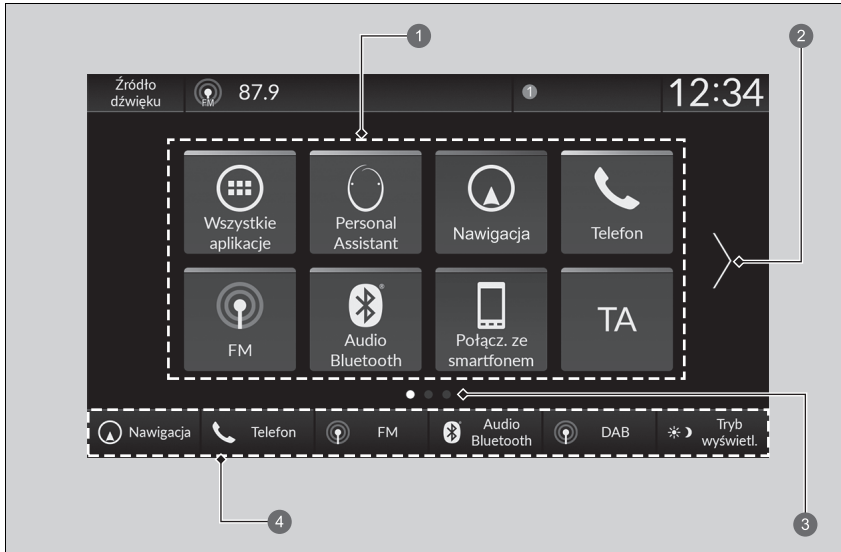 1
2
Źródło
dźwięku
FM
87.9
1
12:34
Wszystkie
aplikacje
Personal
Assistant
Nawigacja
Telefon
FM
Audio
Bluetooth
Połącz. ze
smartfonem
TA
Nawigacja
Telefon
FM
Audio
Bluetooth
DAB
Tryb
wyświetl.
4
3